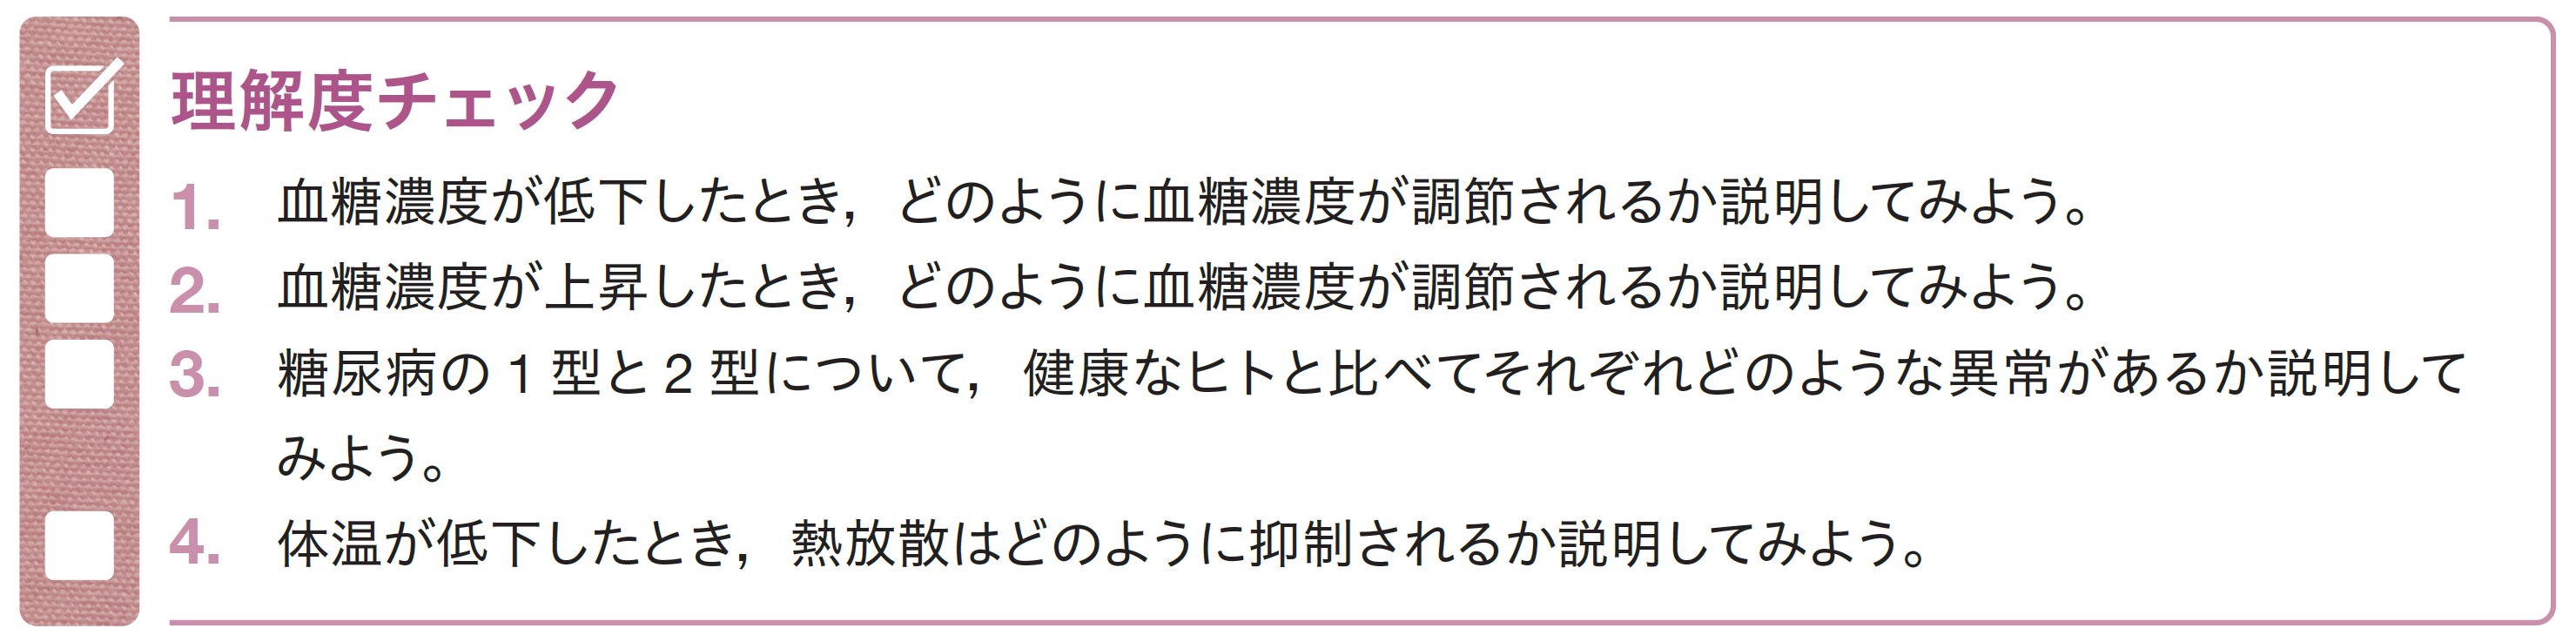 理解度チェック
1. 血糖濃度が低下したとき，どのように血糖濃度が調節されるか説明してみよう。
2. 血糖濃度が上昇したとき，どのように血糖濃度が調節されるか説明してみよう。
3. 糖尿病の1型と2型について，健康なヒトと比べてそれぞれどのような異常があるか説明して
みよう。
4. 体温が低下したとき，熱放散はどのように抑制されるか説明してみよう。